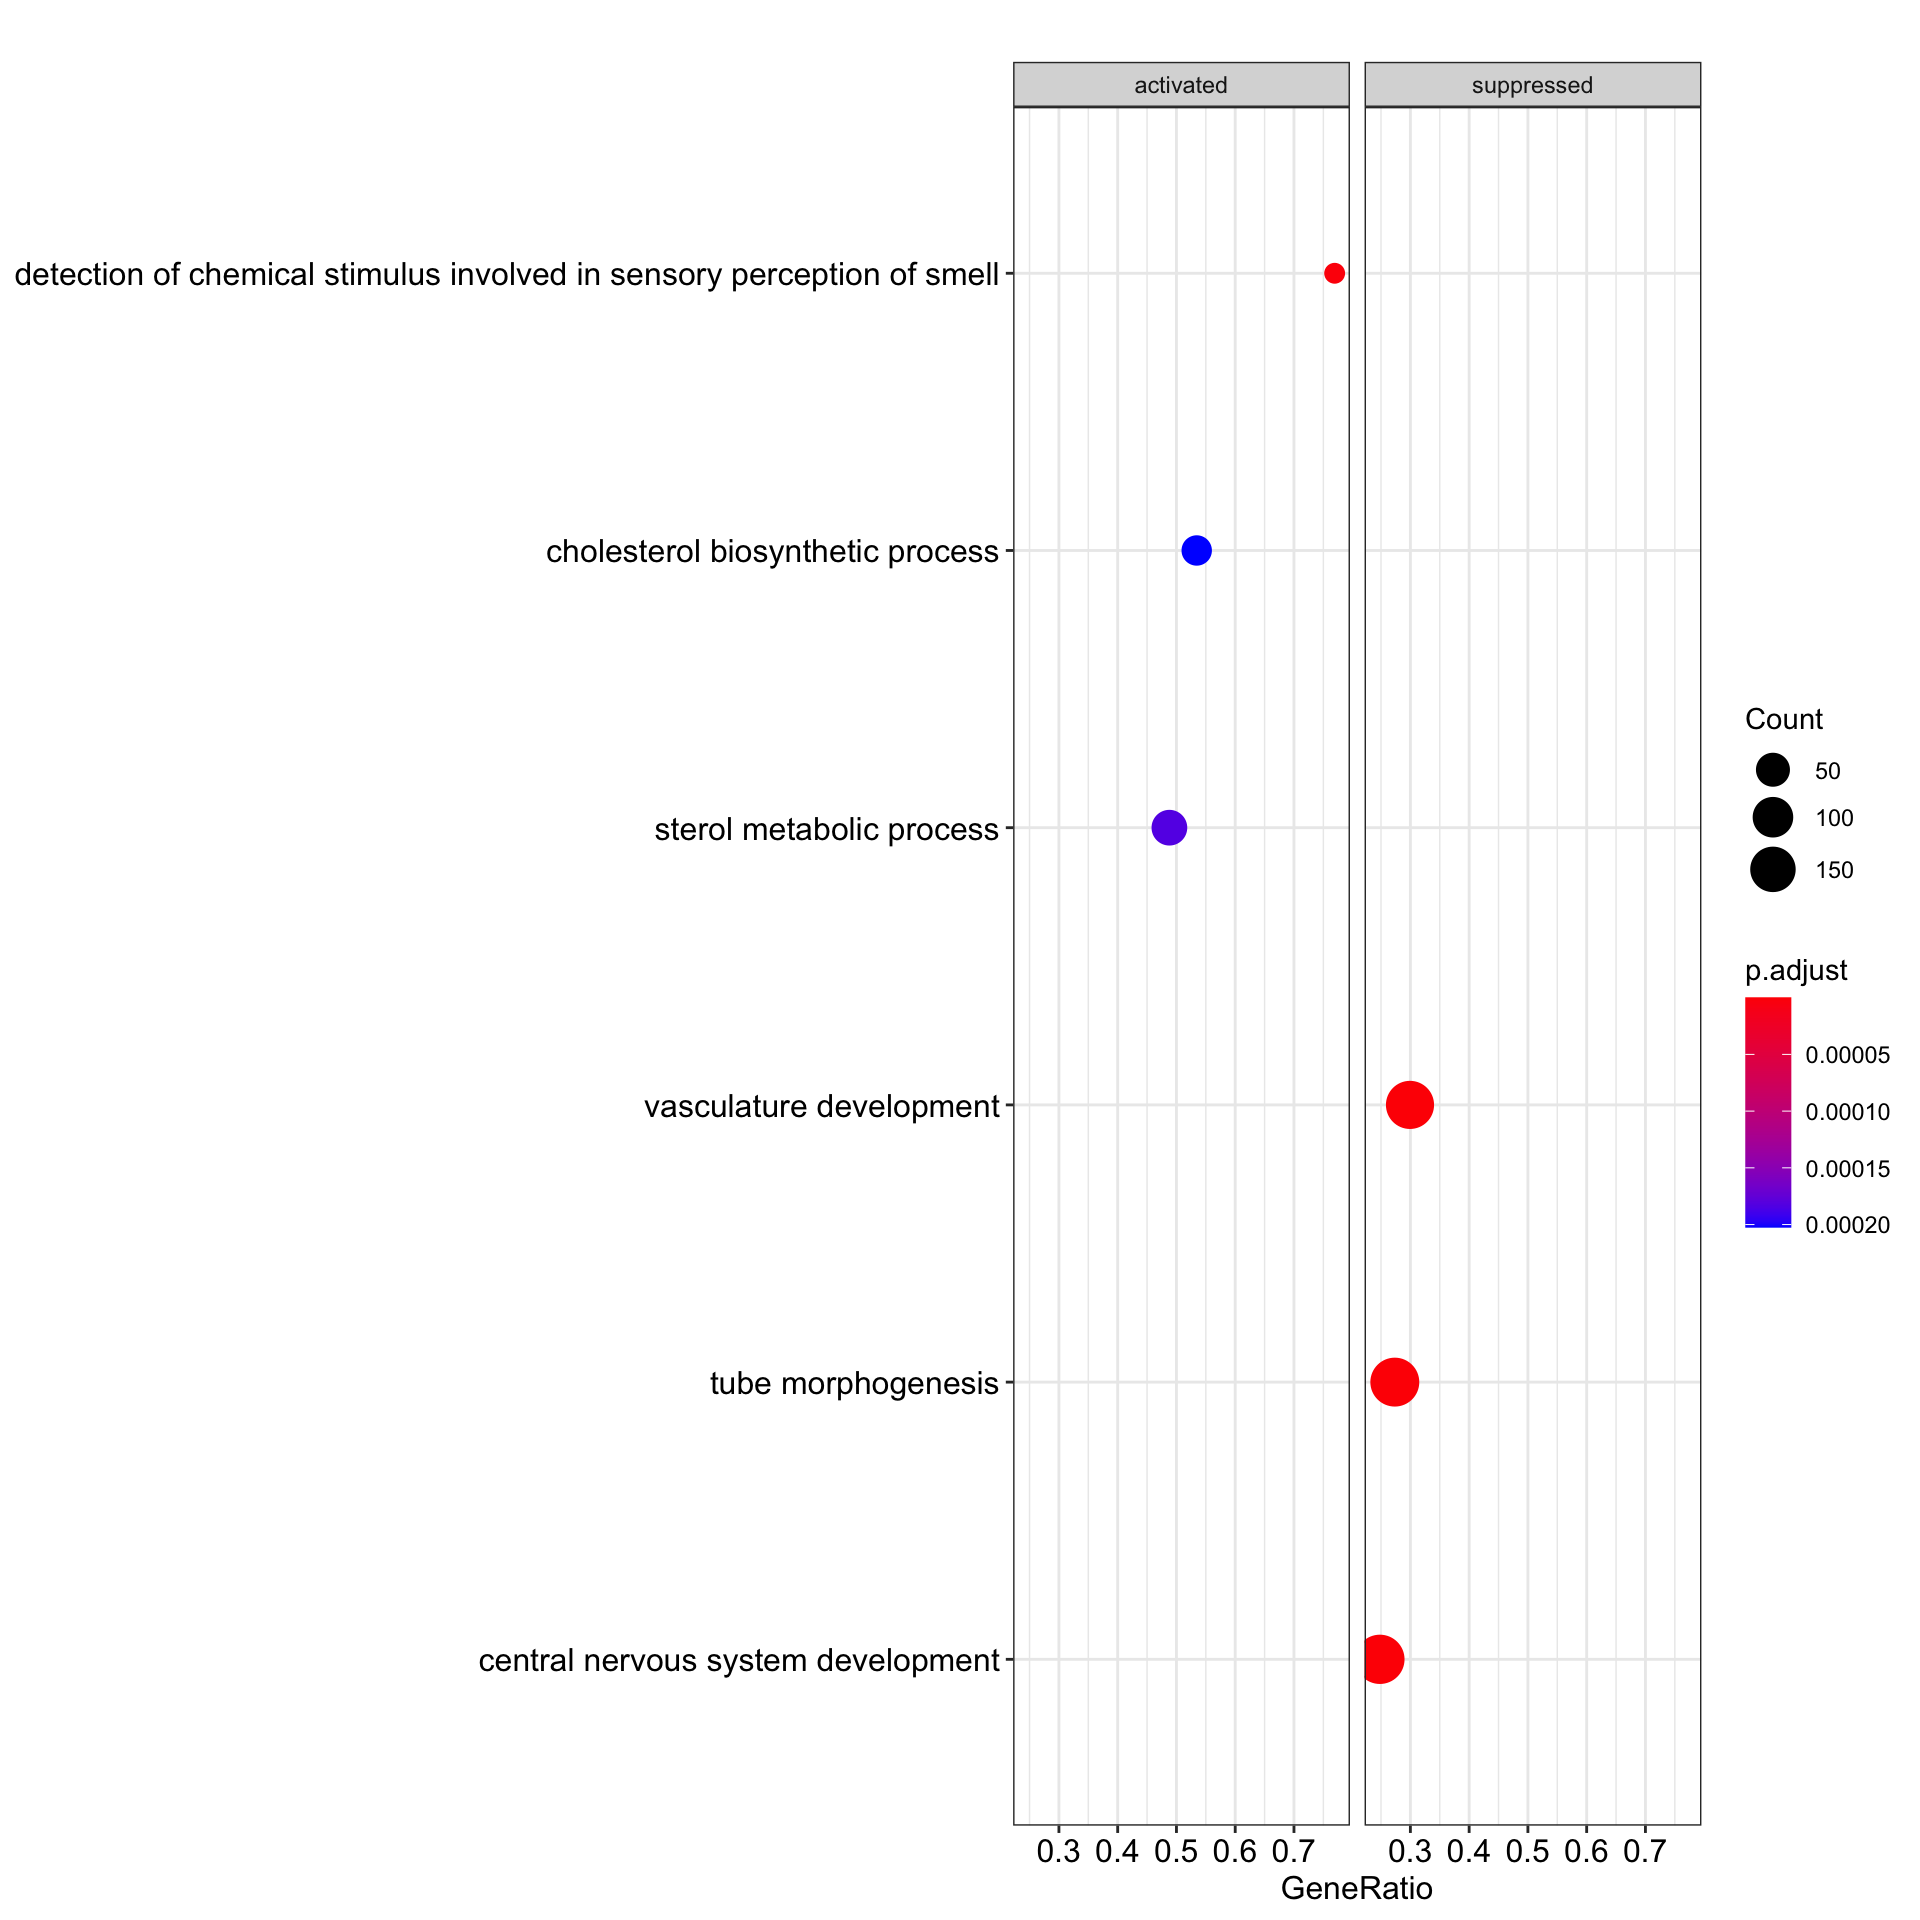 activated
suppressed
detection of chemical stimulus involved in sensory perception of smell
cholesterol biosynthetic process
sterol metabolic process
vasculature development
tube morphogenesis
central nervous system development
0.3 0.4 0.5 0.6 0.7
0.3 0.4 0.5 0.6 0.7
GeneRatio
Count
50
100
150
p.adjust
0.00005
0.00010
0.00015
0.00020